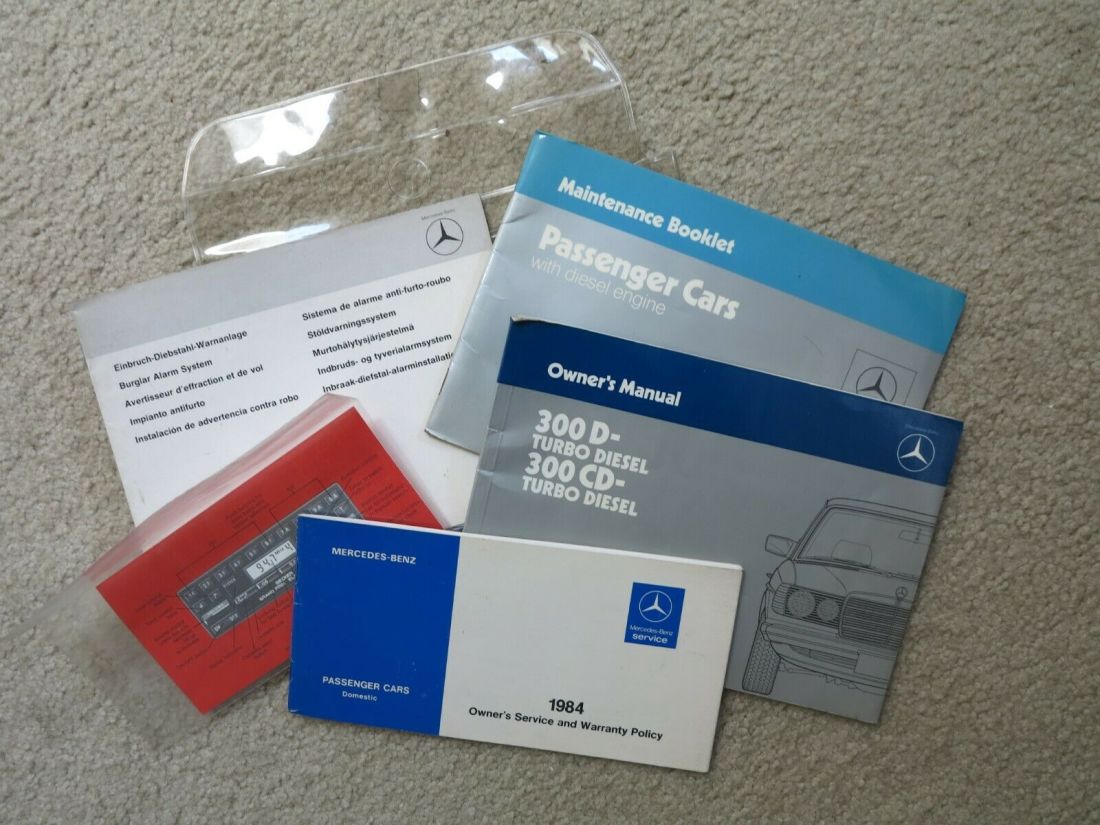 Mercedes-Benz
Einbruch-Diebstahl-Warnanlage
Burglar Alarm System
Avertisseur d'effraction et de vol
Impianto antifurto
Instalación de advertencia contra robo
Sistema de alarme anti-furto-roubo
Stöldvarningssystem
Murtohälytysjärjestelmä
Indbruds- og tyverialarmsystem
Inbraak-diefstal-alarminstallatie
Maintenance Booklet
Passenger Cars
with diesel engine
Owner's Manual
Mercedes-Benz
300 D-
TURBO DIESEL
300 CD-
TURBO DIESEL
94.7
MERCEDES-BENZ
PASSENGER CARS
Domestic
Mercedes-Benz
service
1984
Owner's Service and Warranty Policy